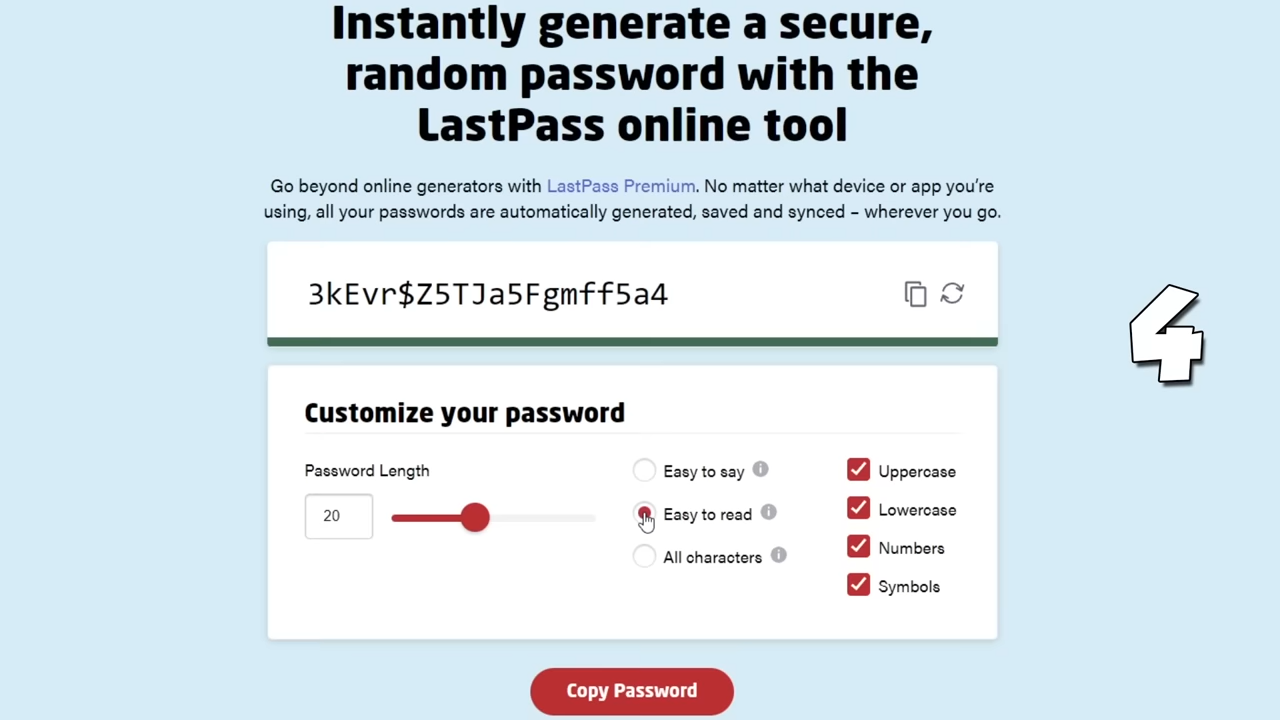 Instantly generate a secure,
random password with the
LastPass online tool
Go beyond online generators with LastPass Premium. No matter what device or app you're
using, all your passwords are automatically generated, saved and synced – wherever you go.
3kEvr$Z5TJa5Fgmff5a4
4
Customize your password
Password Length
20
Easy to say
Easy to read
All characters
Uppercase
Lowercase
Numbers
Symbols
Copy Password